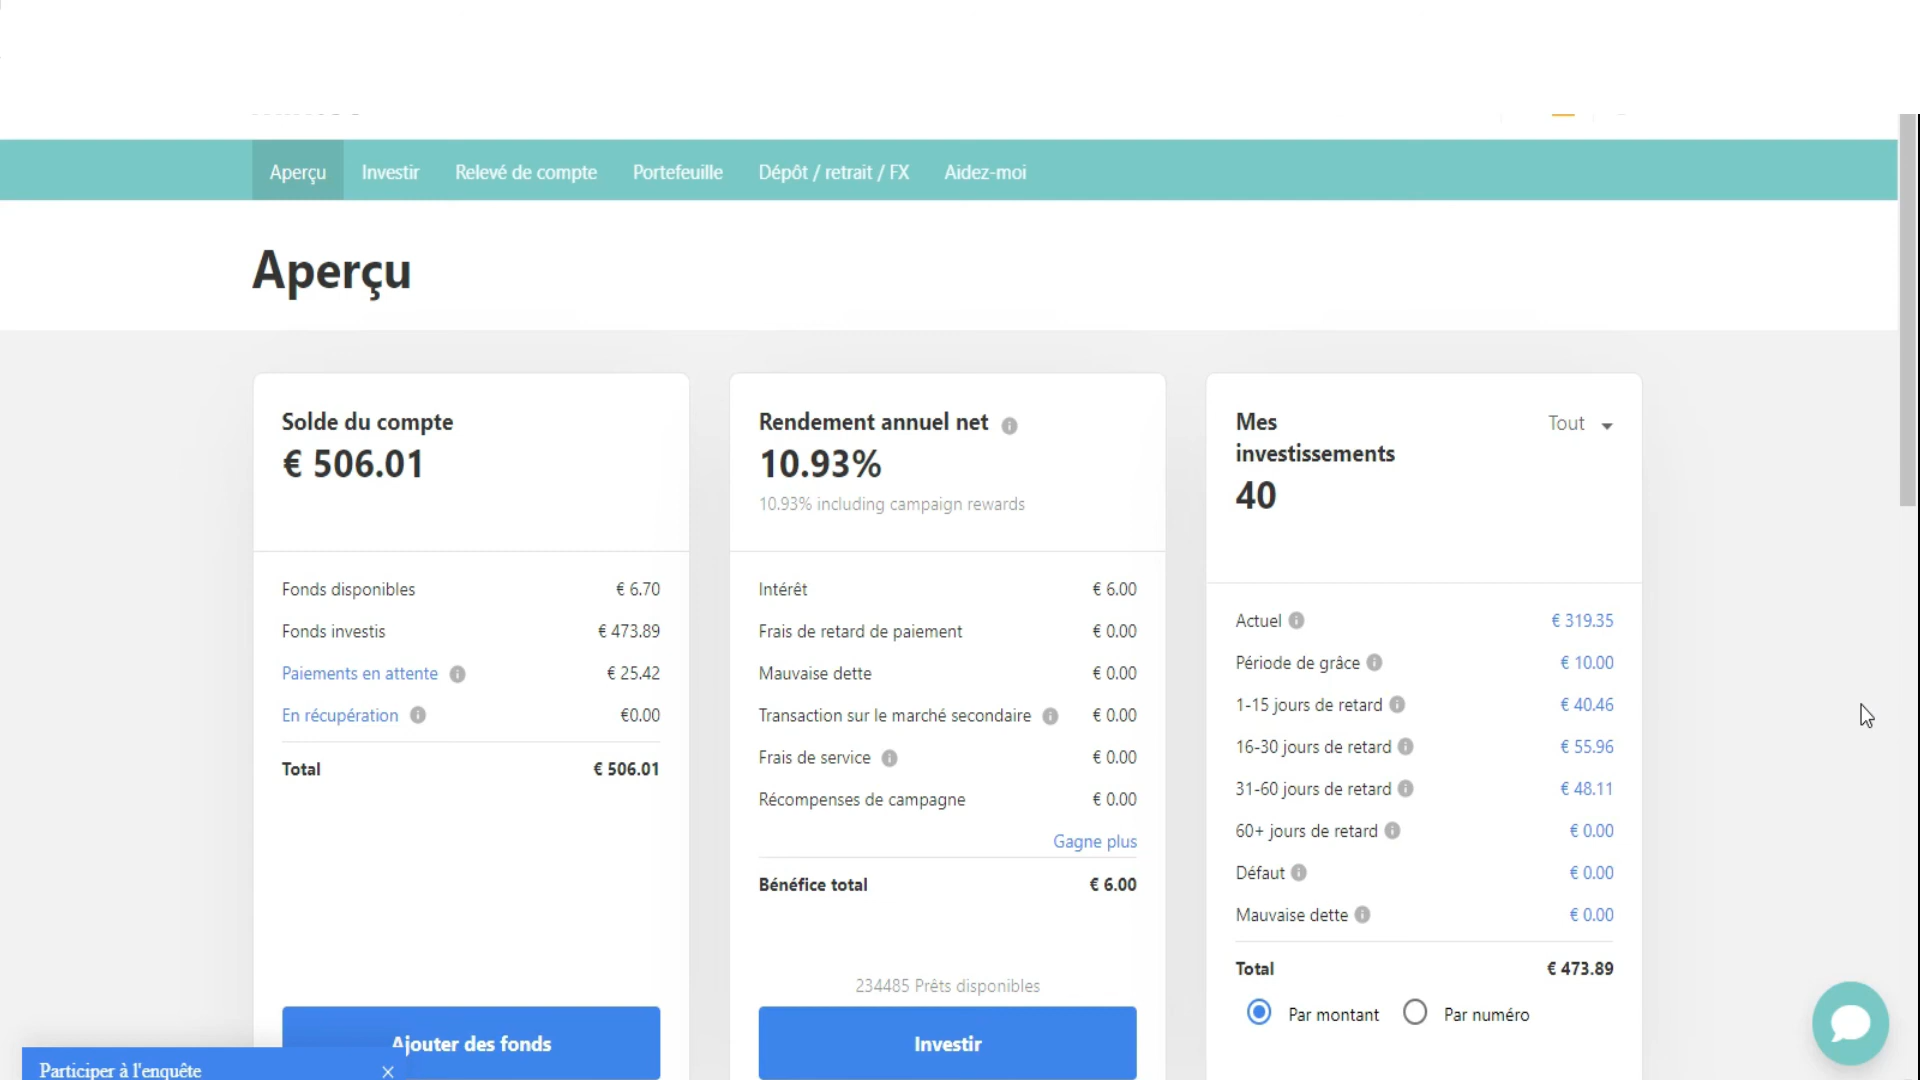 Aperçu Investir Relevé de compte Portefeuille Dépôt / retrait / FX Aidez-moi
Aperçu
Solde du compte
€ 506.01
Fonds disponibles € 6.70
Fonds investis € 473.89
Paiements en attente € 25.42
En récupération €0.00
Total € 506.01
Ajouter des fonds
Rendement annuel net
10.93%
10.93% including campaign rewards
Intérêt € 6.00
Frais de retard de paiement € 0.00
Mauvaise dette € 0.00
Transaction sur le marché secondaire € 0.00
Frais de service € 0.00
Récompenses de campagne € 0.00
Gagne plus
Bénéfice total € 6.00
234485 Prêts disponibles
Investir
Mes Tout
investissements
40
Actuel € 319.35
Période de grâce € 10.00
1-15 jours de retard € 40.46
16-30 jours de retard € 55.96
31-60 jours de retard € 48.11
60+ jours de retard € 0.00
Défaut € 0.00
Mauvaise dette € 0.00
Total € 473.89
Par montant Par numéro
Participer à l'enquête